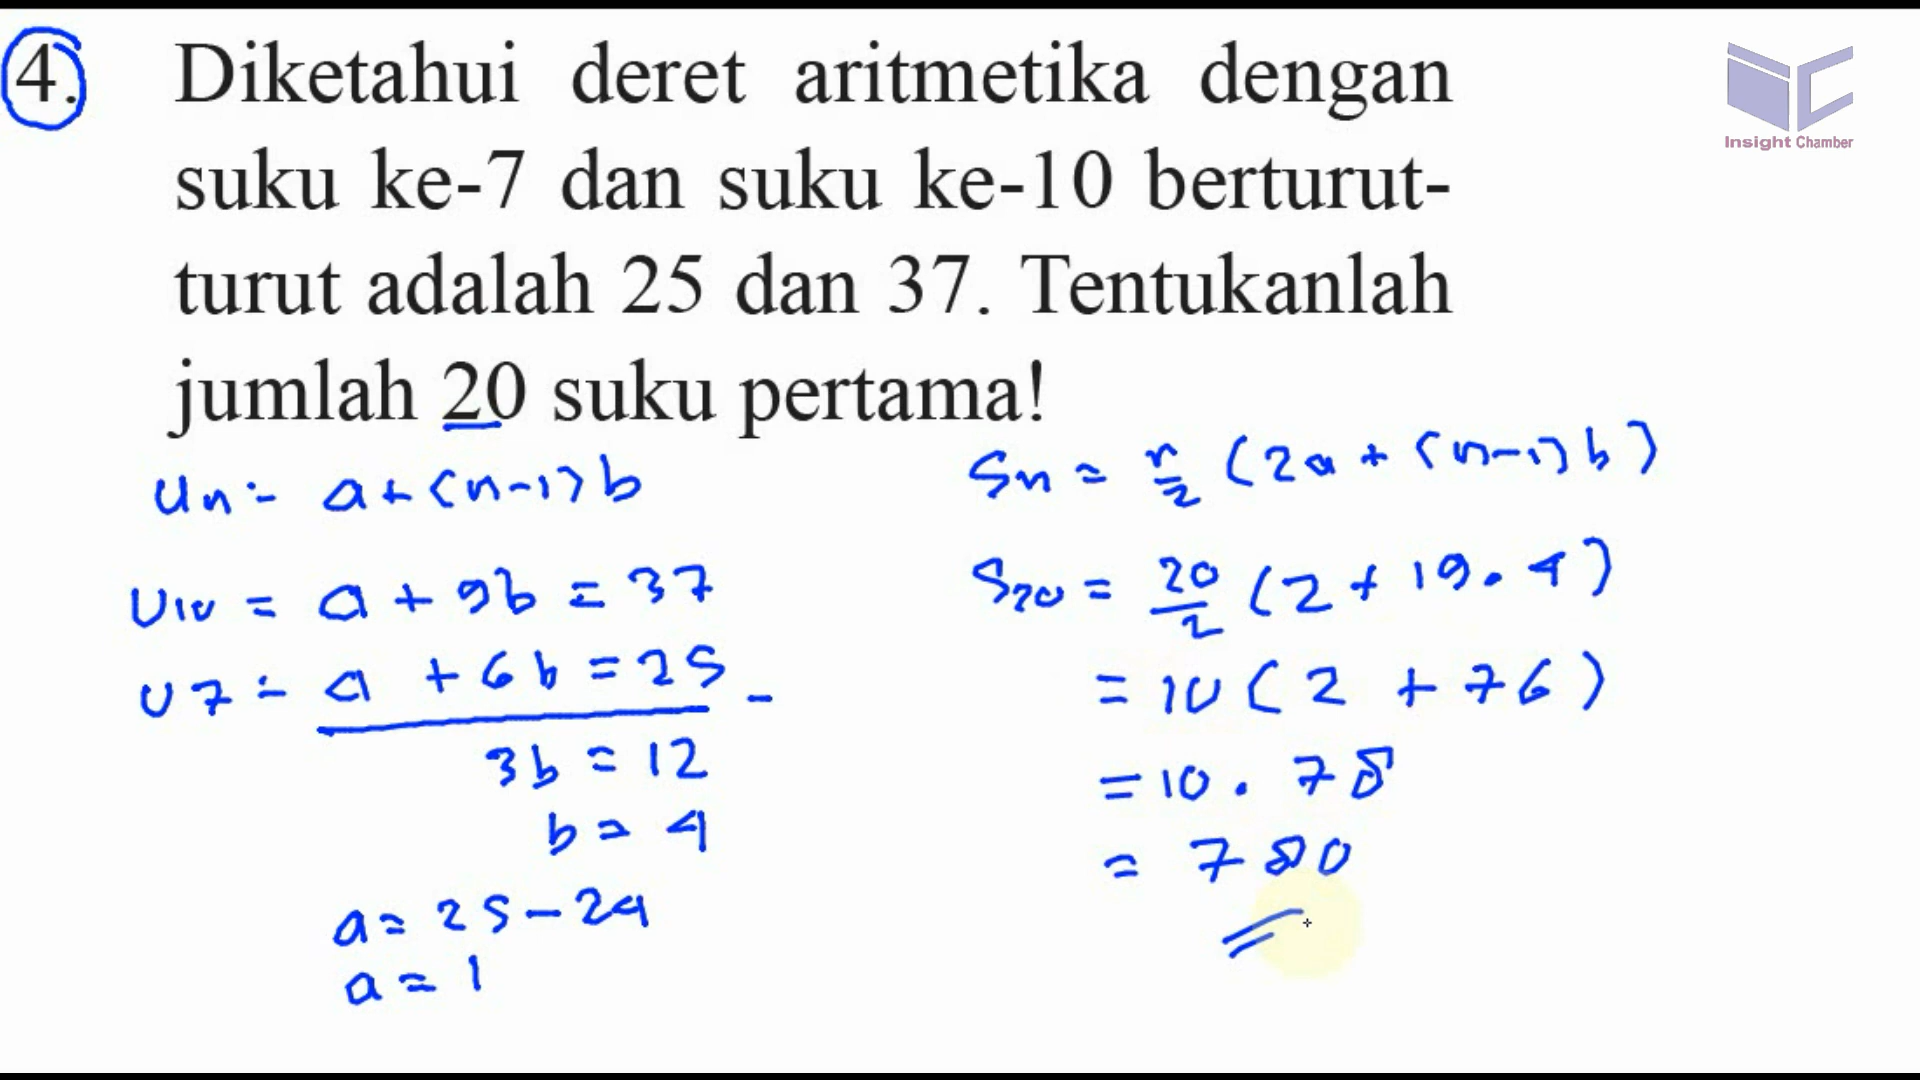 4. Diketahui deret aritmetika dengan
suku ke-7 dan suku ke-10 berturut-
turut adalah 25 dan 37. Tentukanlah
jumlah 20 suku pertama!
Insight Chamber
Un = a + (n-1) b
U10 = a + 9b = 37
U7 = a + 6b = 25 -
3b = 12
b = 4
a = 25 - 24
a = 1
Sn = n/2 (2a + (n-1) b)
S20 = 20/2 (2 + 19 . 4)
= 10 (2 + 76)
= 10 . 78
= 780